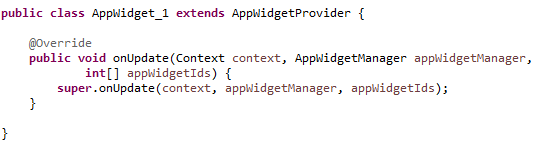 public class AppWidget_1 extends AppWidgetProvider {
@Override
public void onUpdate(Context context, AppWidgetManager appWidgetManager,
int[] appWidgetIds) {
super.onUpdate(context, appWidgetManager, appWidgetIds);
}
}